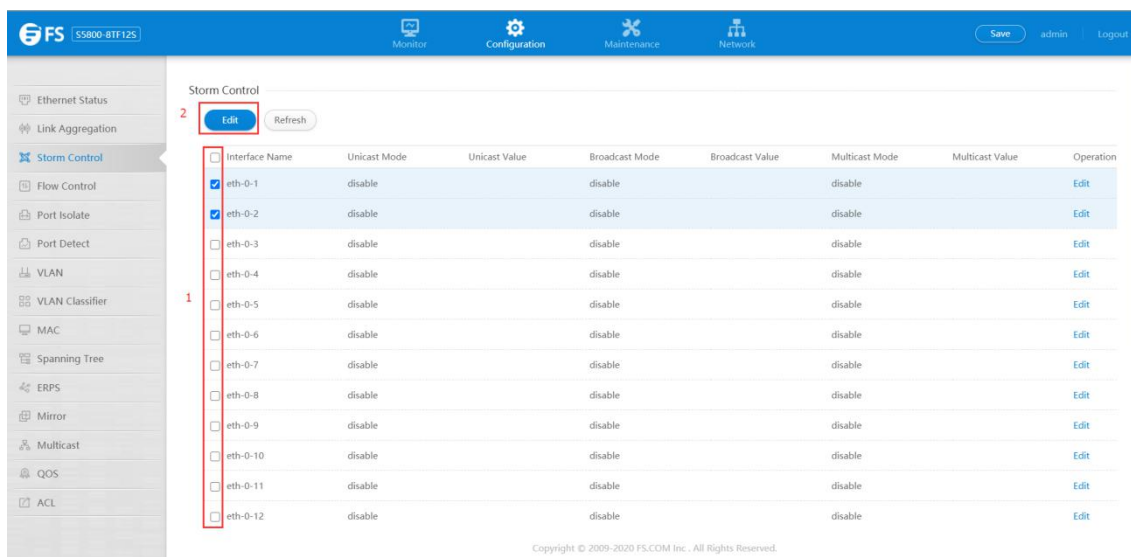 FS S5800-8TF12S Monitor Configuration Maintenance Network Save admin Logout
Storm Control
2 Edit Refresh
Ethernet Status
Link Aggregation
Storm Control
Flow Control
Port Isolate
Port Detect
VLAN
VLAN Classifier
MAC
Spanning Tree
ERPS
Mirror
Multicast
QOS
ACL
1
Interface Name Unicast Mode Unicast Value Broadcast Mode Broadcast Value Multicast Mode Multicast Value Operation
eth-0-1 disable disable disable Edit
eth-0-2 disable disable disable Edit
eth-0-3 disable disable disable Edit
eth-0-4 disable disable disable Edit
eth-0-5 disable disable disable Edit
eth-0-6 disable disable disable Edit
eth-0-7 disable disable disable Edit
eth-0-8 disable disable disable Edit
eth-0-9 disable disable disable Edit
eth-0-10 disable disable disable Edit
eth-0-11 disable disable disable Edit
eth-0-12 disable disable disable Edit
Copyright © 2009-2020 FS.COM Inc . All Rights Reserved.